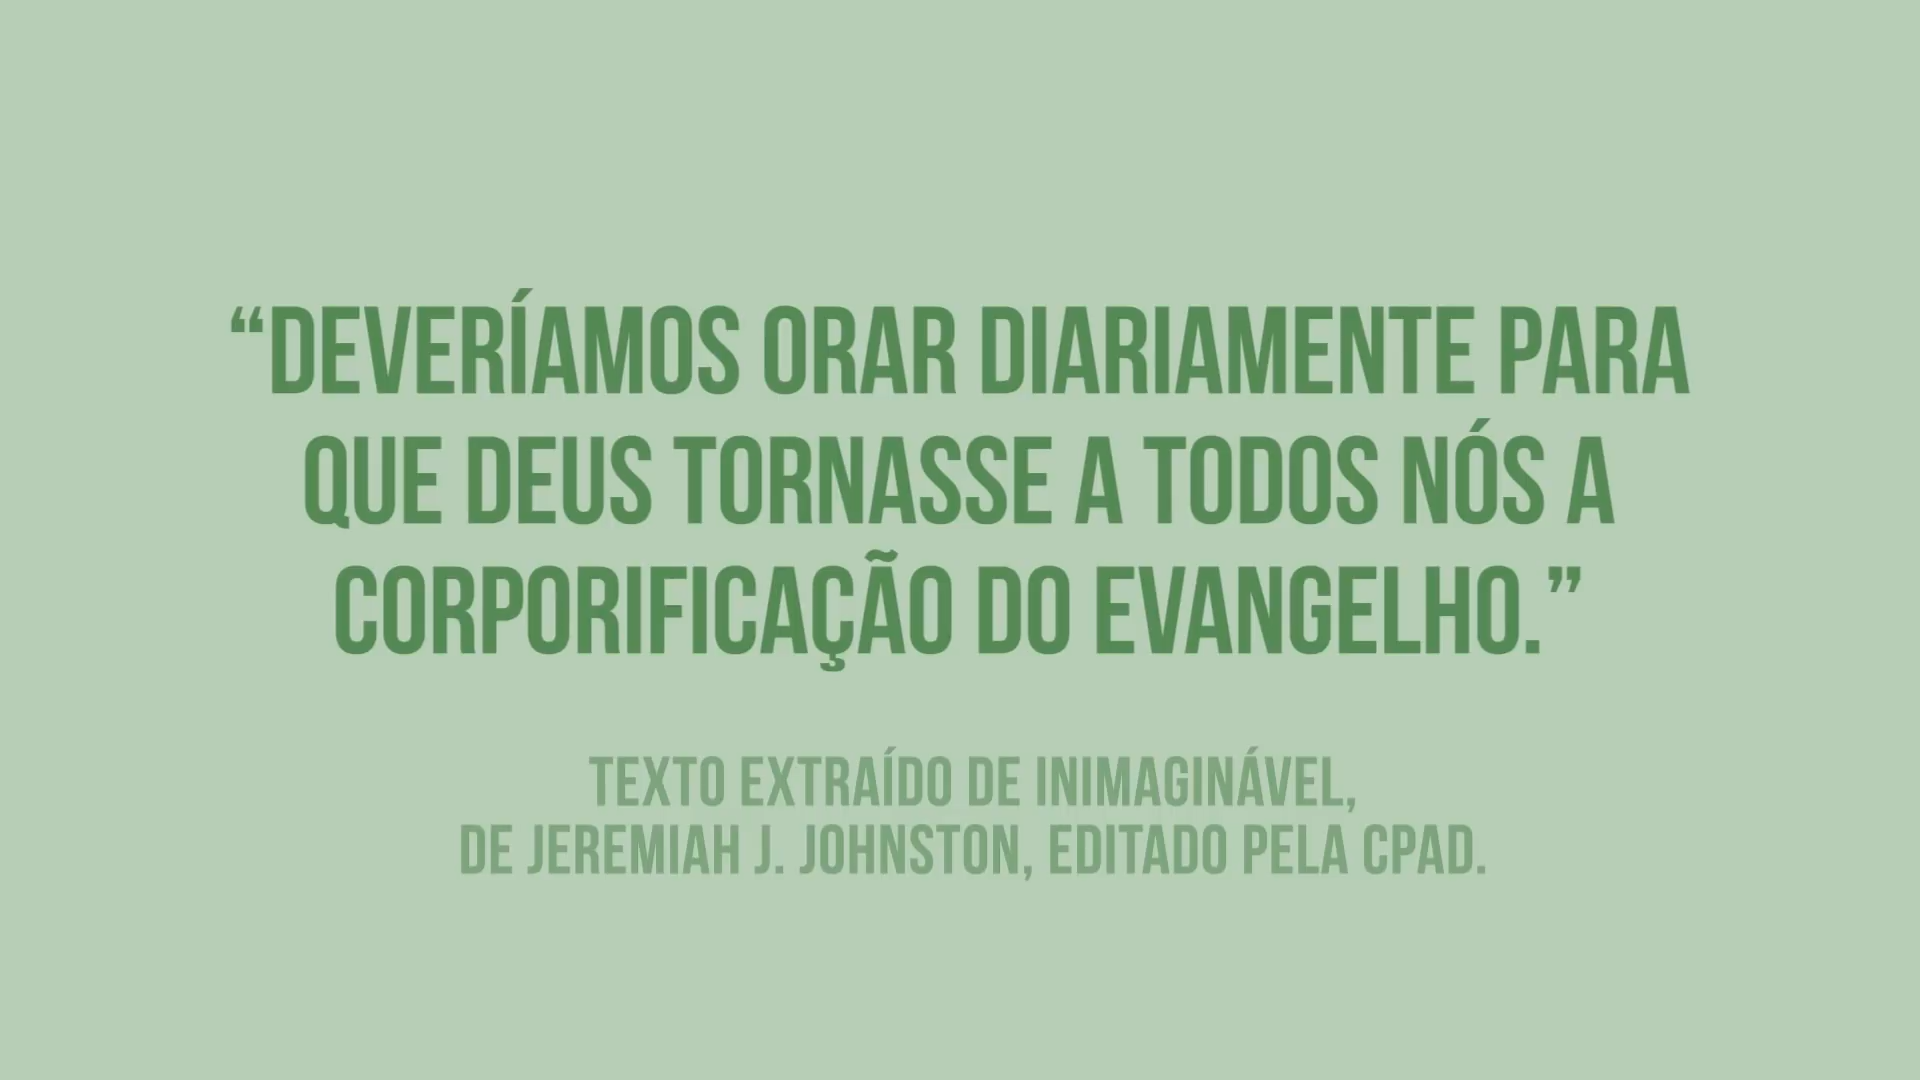 “DEVERÍAMOS ORAR DIARIAMENTE PARA
QUE DEUS TORNASSE A TODOS NÓS A
CORPORIFICAÇÃO DO EVANGELHO.”
TEXTO EXTRAÍDO DE INIMAGINÁVEL,
DE JEREMIAH J. JOHNSTON, EDITADO PELA CPAD.